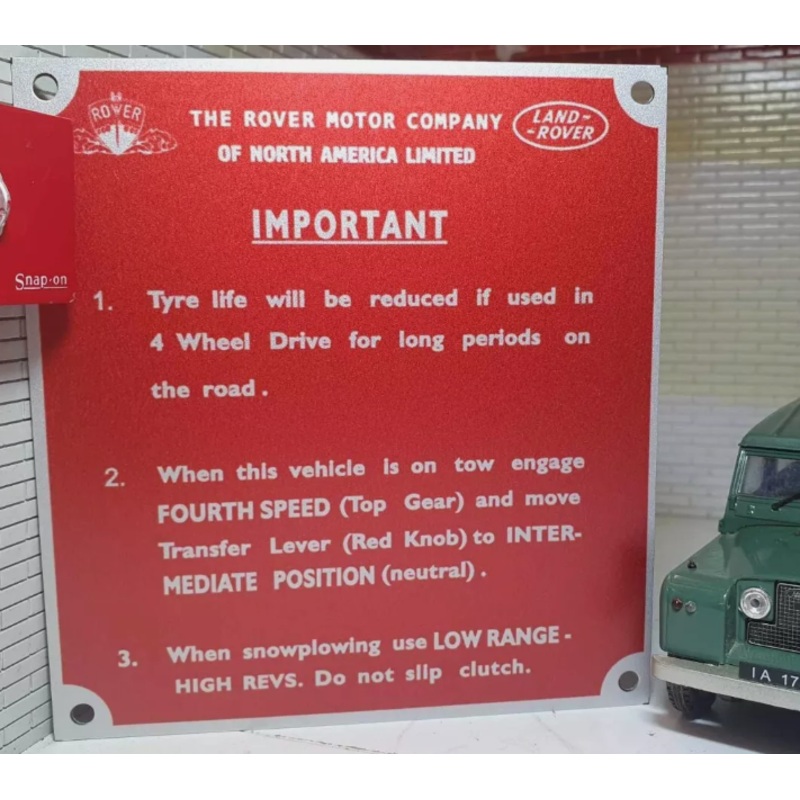 ROVER
THE ROVER MOTOR COMPANY
LAND-
-ROVER
OF NORTH AMERICA LIMITED
IMPORTANT
Snap-on
1. Tyre life will be reduced if used in
4 Wheel Drive for long periods on
the road.
2. When this vehicle is on tow engage
FOURTH SPEED (Top Gear) and move
Transfer Lever (Red Knob) to INTER-
MEDIATE POSITION (neutral).
3. When snowplowing use LOW RANGE-
HIGH REVS. Do not slip clutch.
IA 17